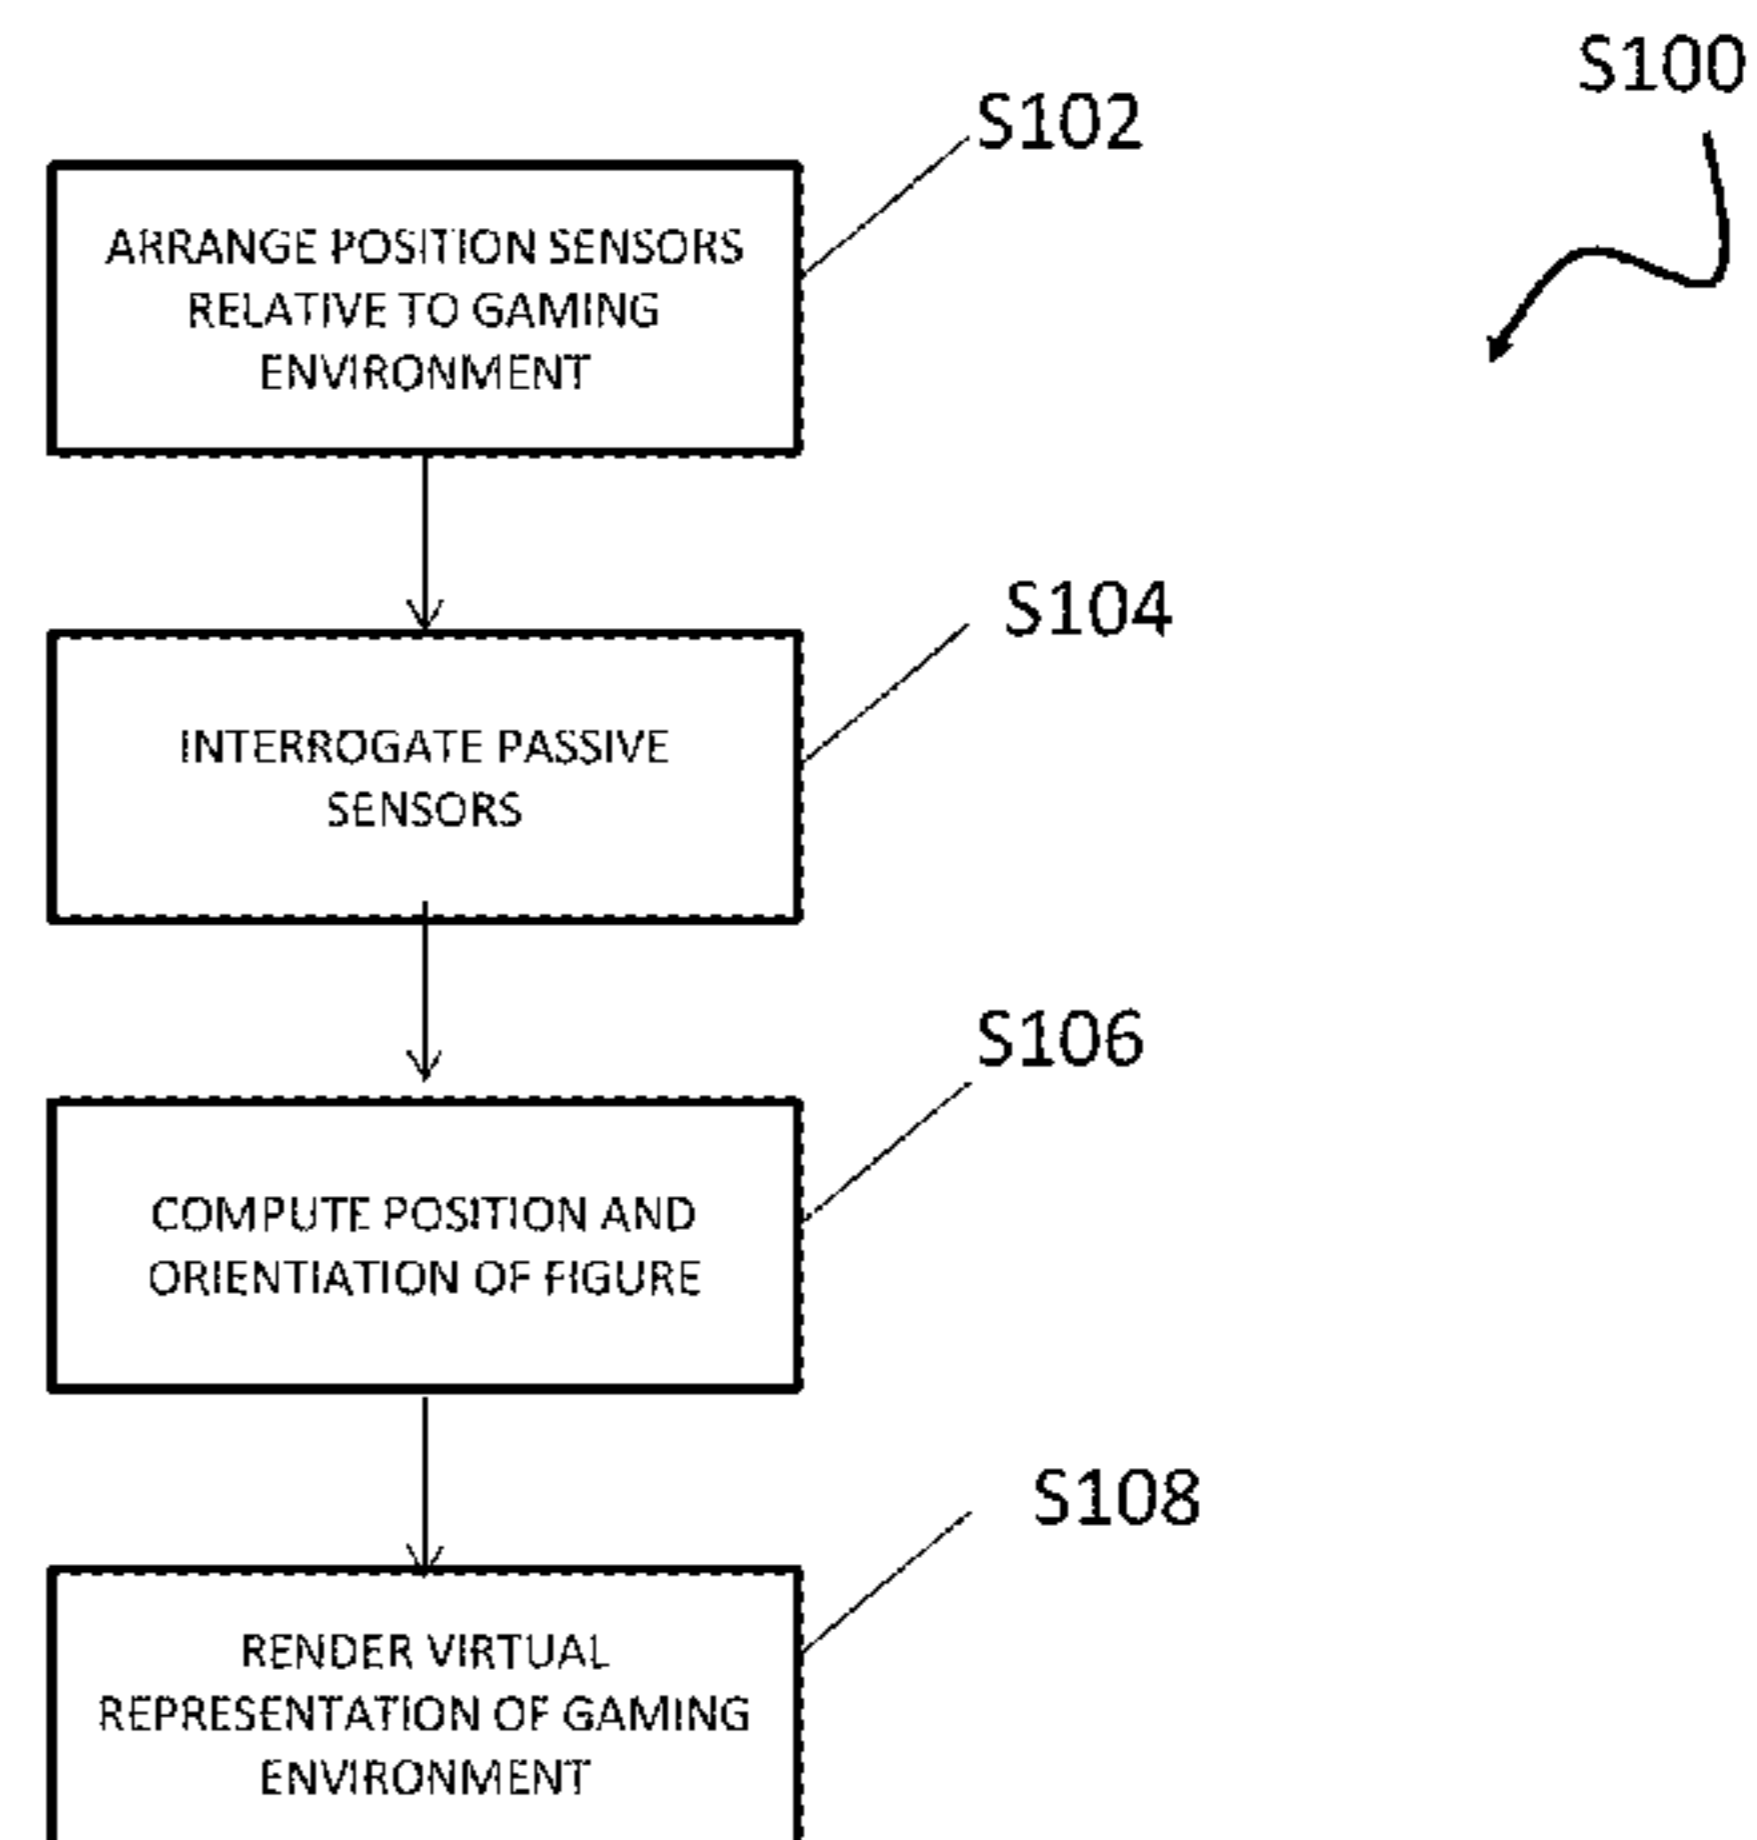 S100
S102
ARRANGE POSITION SENSORS
RELATIVE TO GAMING
ENVIRONMENT
S104
INTERROGATE PASSIVE
SENSORS
S106
COMPUTE POSITION AND
ORIENTIATION OF FIGURE
S108
RENDER VIRTUAL
REPRESENTATION OF GAMING
ENVIRONMENT